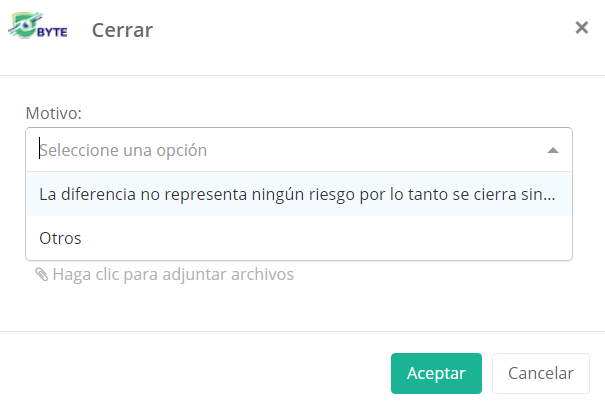 BYTE
Cerrar
×
Motivo:
Seleccione una opción
La diferencia no representa ningún riesgo por lo tanto se cierra sin...
Otros
Haga clic para adjuntar archivos
Aceptar
Cancelar